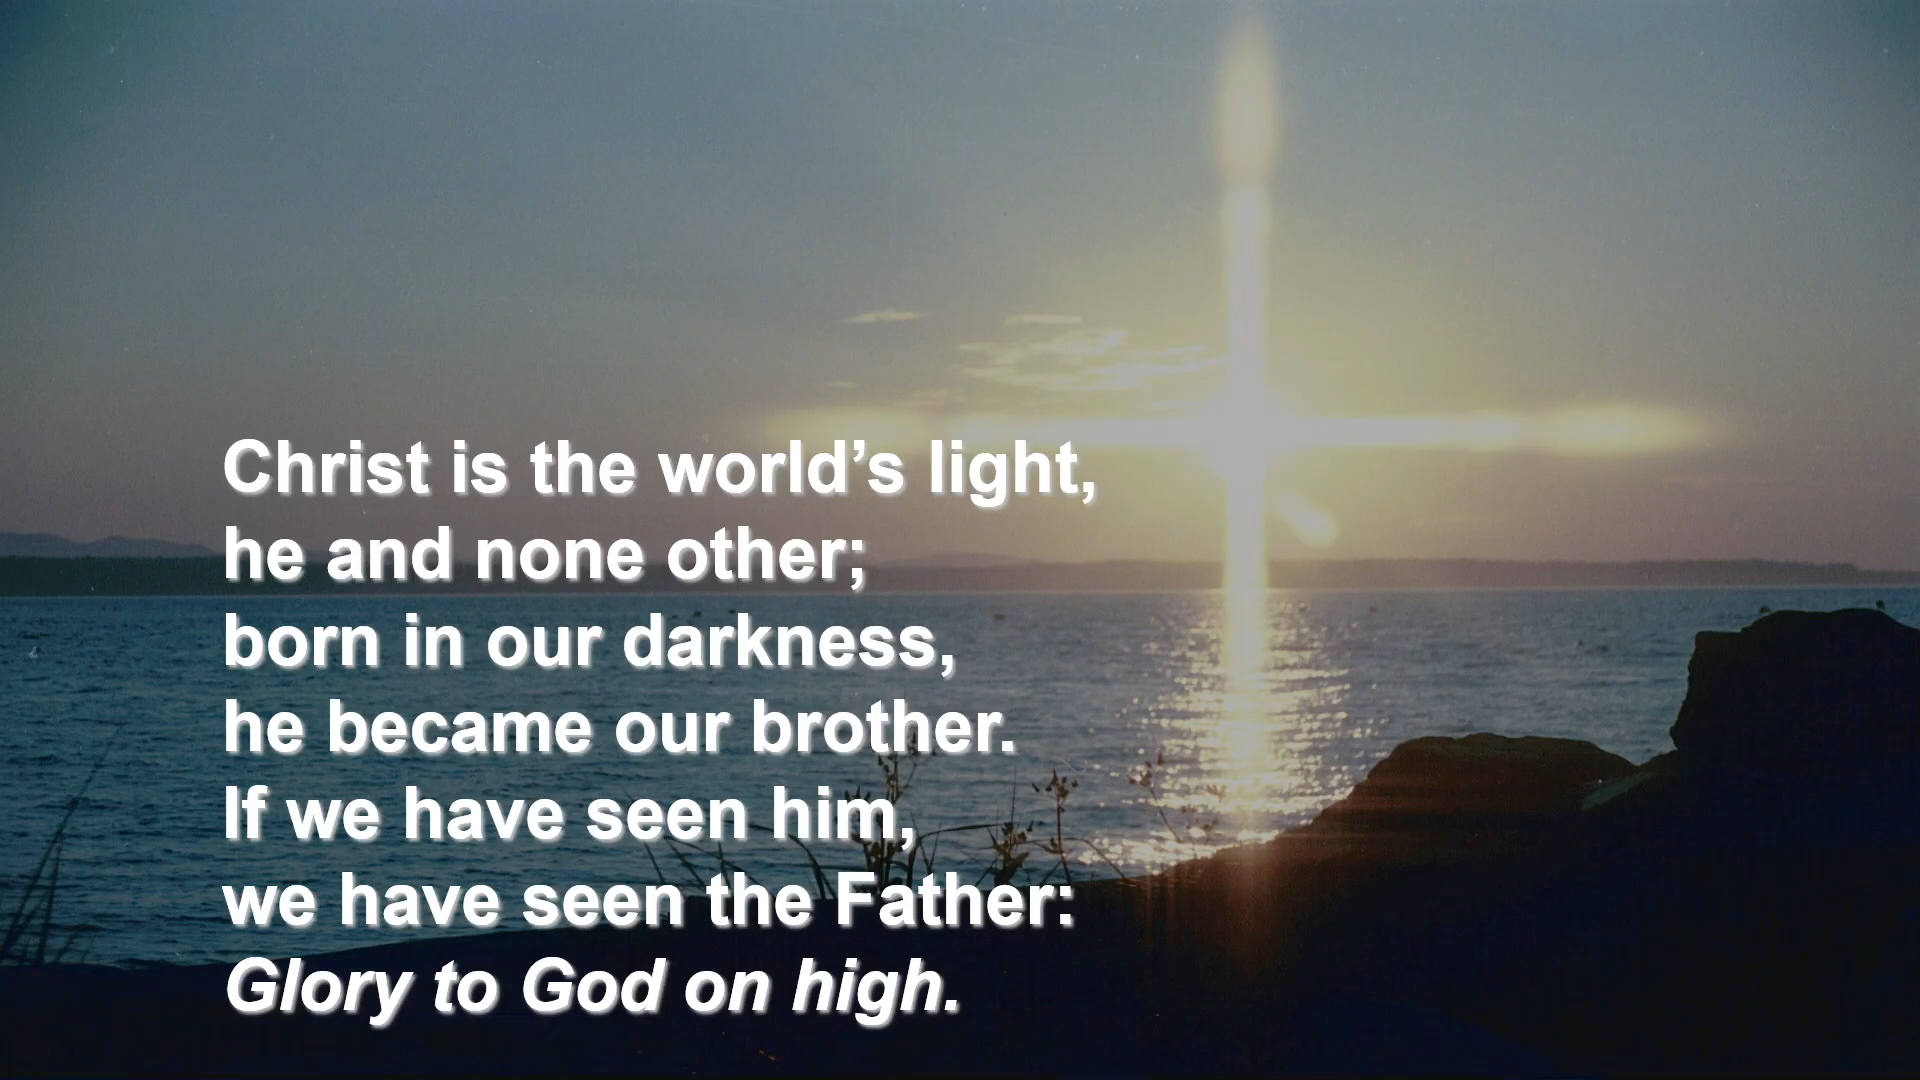 Christ is the world’s light,
he and none other;
born in our darkness,
he became our brother.
If we have seen him,
we have seen the Father:
Glory to God on high.